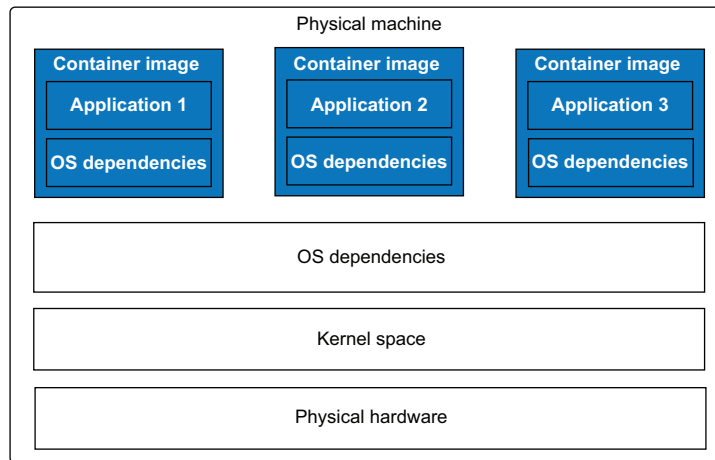 Physical machine
Container image Container image Container image
Application 1 Application 2 Application 3
OS dependencies OS dependencies OS dependencies
OS dependencies
Kernel space
Physical hardware